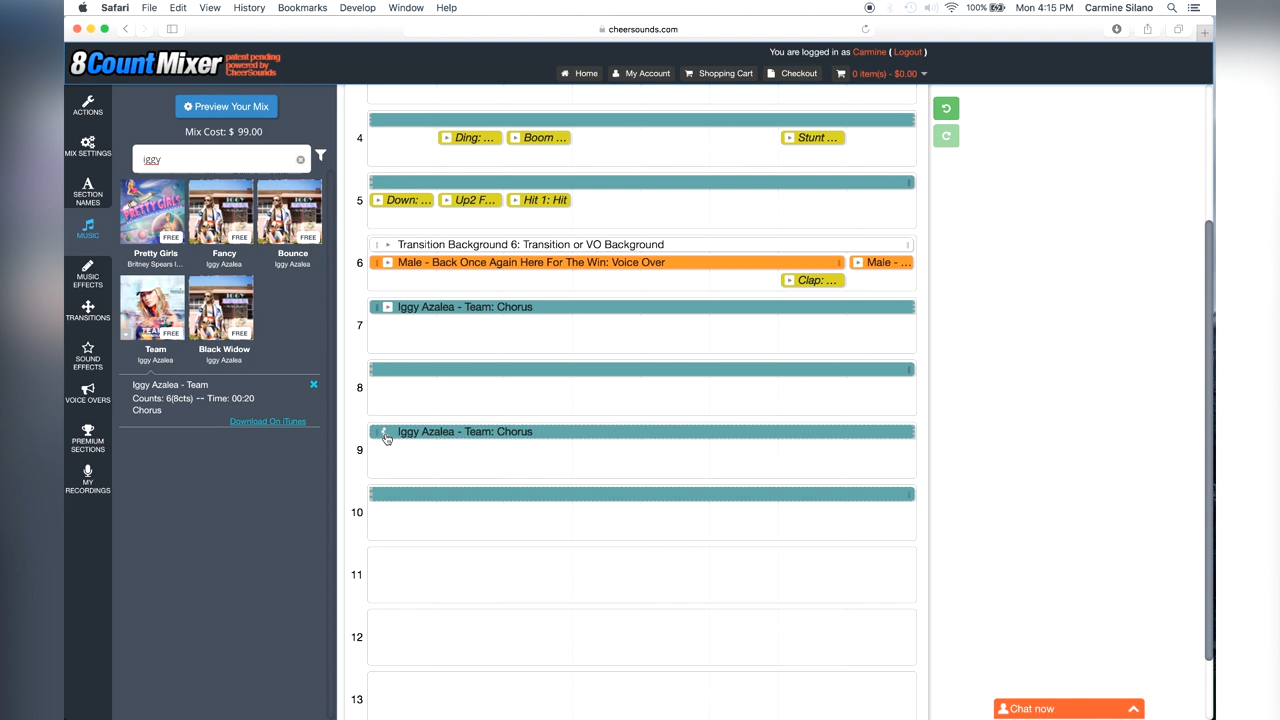 Safari File Edit View History Bookmarks Develop Window Help 100% Mon 4:15 PM Carmine Silano
cheersounds.com
8CountMixer patent pending powered by CheerSounds
You are logged in as Carmine ( Logout )
Home My Account Shopping Cart Checkout 0 item(s) - $0.00
ACTIONS
MIX SETTINGS
SECTION NAMES
MUSIC
MUSIC EFFECTS
TRANSITIONS
SOUND EFFECTS
VOICE OVERS
PREMIUM SECTIONS
MY RECORDINGS
Preview Your Mix
Mix Cost: $ 99.00
iggy
FREE FREE FREE
Pretty Girls Fancy Bounce
Britney Spears I... Iggy Azalea Iggy Azalea
FREE FREE
Team Black Widow
Iggy Azalea Iggy Azalea
Iggy Azalea - Team
Counts: 6(8cts) -- Time: 00:20
Chorus
Download On iTunes
4 Ding: ... Boom ... Stunt ...
5 Down: ... Up2 F... Hit 1: Hit
Transition Background 6: Transition or VO Background
6 Male - Back Once Again Here For The Win: Voice Over Male - ...
Clap: ...
Iggy Azalea - Team: Chorus
7
8
Iggy Azalea - Team: Chorus
9
10
11
12
13
Chat now